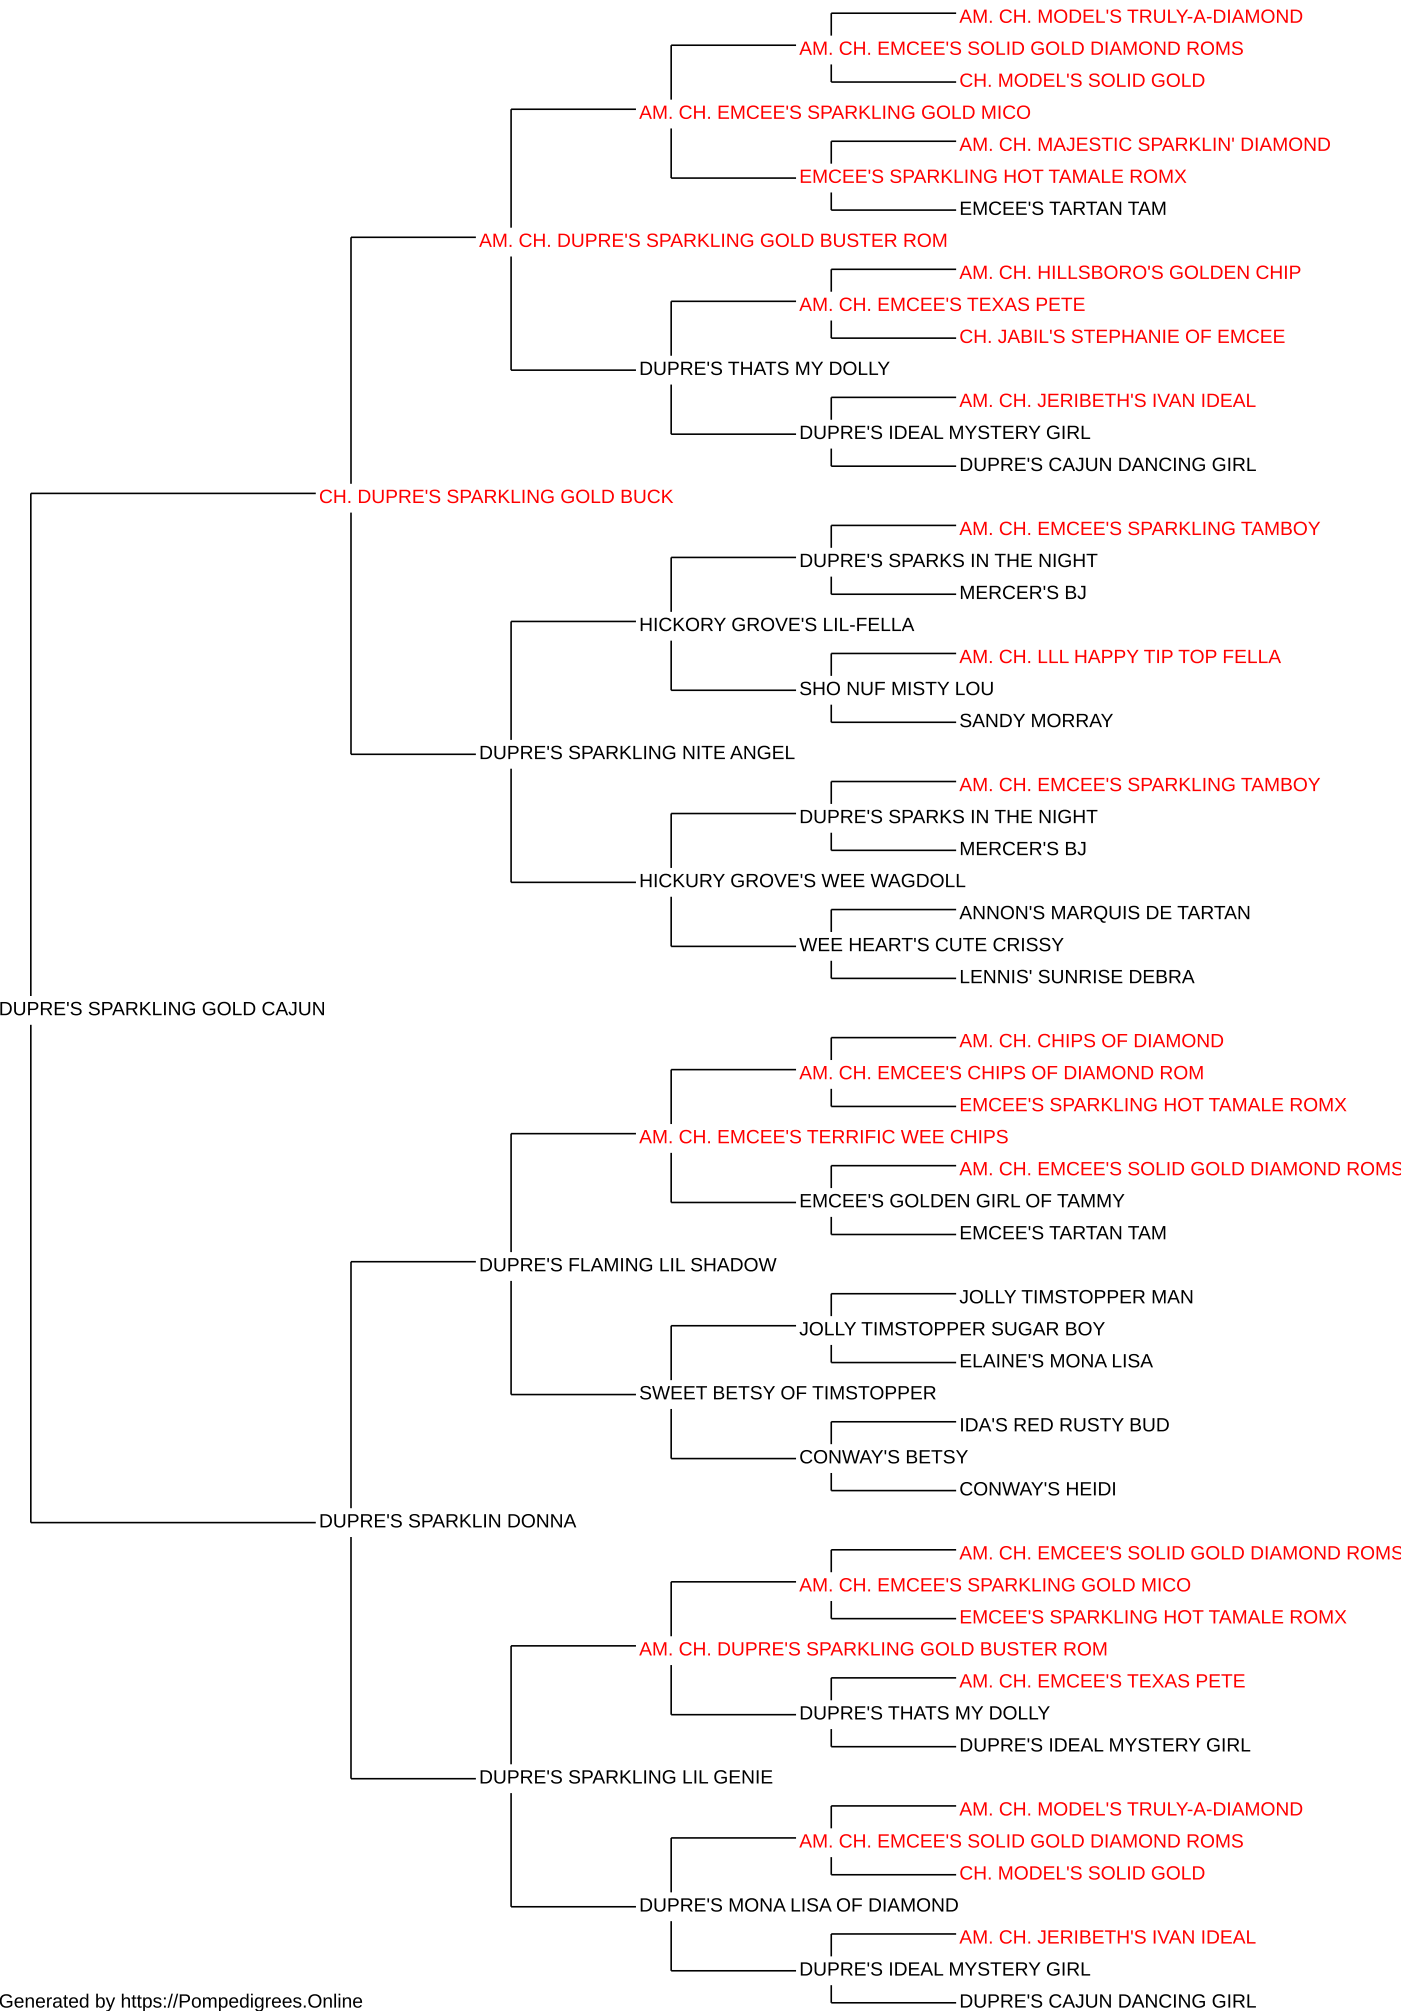 AM. CH. MODEL'S TRULY-A-DIAMOND
AM. CH. EMCEE'S SOLID GOLD DIAMOND ROMS
CH. MODEL'S SOLID GOLD
AM. CH. EMCEE'S SPARKLING GOLD MICO
AM. CH. MAJESTIC SPARKLIN' DIAMOND
EMCEE'S SPARKLING HOT TAMALE ROMX
EMCEE'S TARTAN TAM
AM. CH. DUPRE'S SPARKLING GOLD BUSTER ROM
AM. CH. HILLSBORO'S GOLDEN CHIP
AM. CH. EMCEE'S TEXAS PETE
CH. JABIL'S STEPHANIE OF EMCEE
DUPRE'S THATS MY DOLLY
AM. CH. JERIBETH'S IVAN IDEAL
DUPRE'S IDEAL MYSTERY GIRL
DUPRE'S CAJUN DANCING GIRL
CH. DUPRE'S SPARKLING GOLD BUCK
AM. CH. EMCEE'S SPARKLING TAMBOY
DUPRE'S SPARKS IN THE NIGHT
MERCER'S BJ
HICKORY GROVE'S LIL-FELLA
AM. CH. LLL HAPPY TIP TOP FELLA
SHO NUF MISTY LOU
SANDY MORRAY
DUPRE'S SPARKLING NITE ANGEL
AM. CH. EMCEE'S SPARKLING TAMBOY
DUPRE'S SPARKS IN THE NIGHT
MERCER'S BJ
HICKURY GROVE'S WEE WAGDOLL
ANNON'S MARQUIS DE TARTAN
WEE HEART'S CUTE CRISSY
LENNIS' SUNRISE DEBRA
DUPRE'S SPARKLING GOLD CAJUN
AM. CH. CHIPS OF DIAMOND
AM. CH. EMCEE'S CHIPS OF DIAMOND ROM
EMCEE'S SPARKLING HOT TAMALE ROMX
AM. CH. EMCEE'S TERRIFIC WEE CHIPS
AM. CH. EMCEE'S SOLID GOLD DIAMOND ROMS
EMCEE'S GOLDEN GIRL OF TAMMY
EMCEE'S TARTAN TAM
DUPRE'S FLAMING LIL SHADOW
JOLLY TIMSTOPPER MAN
JOLLY TIMSTOPPER SUGAR BOY
ELAINE'S MONA LISA
SWEET BETSY OF TIMSTOPPER
IDA'S RED RUSTY BUD
CONWAY'S BETSY
CONWAY'S HEIDI
DUPRE'S SPARKLIN DONNA
AM. CH. EMCEE'S SOLID GOLD DIAMOND ROMS
AM. CH. EMCEE'S SPARKLING GOLD MICO
EMCEE'S SPARKLING HOT TAMALE ROMX
AM. CH. DUPRE'S SPARKLING GOLD BUSTER ROM
AM. CH. EMCEE'S TEXAS PETE
DUPRE'S THATS MY DOLLY
DUPRE'S IDEAL MYSTERY GIRL
DUPRE'S SPARKLING LIL GENIE
AM. CH. MODEL'S TRULY-A-DIAMOND
AM. CH. EMCEE'S SOLID GOLD DIAMOND ROMS
CH. MODEL'S SOLID GOLD
DUPRE'S MONA LISA OF DIAMOND
AM. CH. JERIBETH'S IVAN IDEAL
DUPRE'S IDEAL MYSTERY GIRL
DUPRE'S CAJUN DANCING GIRL
Generated by https://Pompedigrees.Online